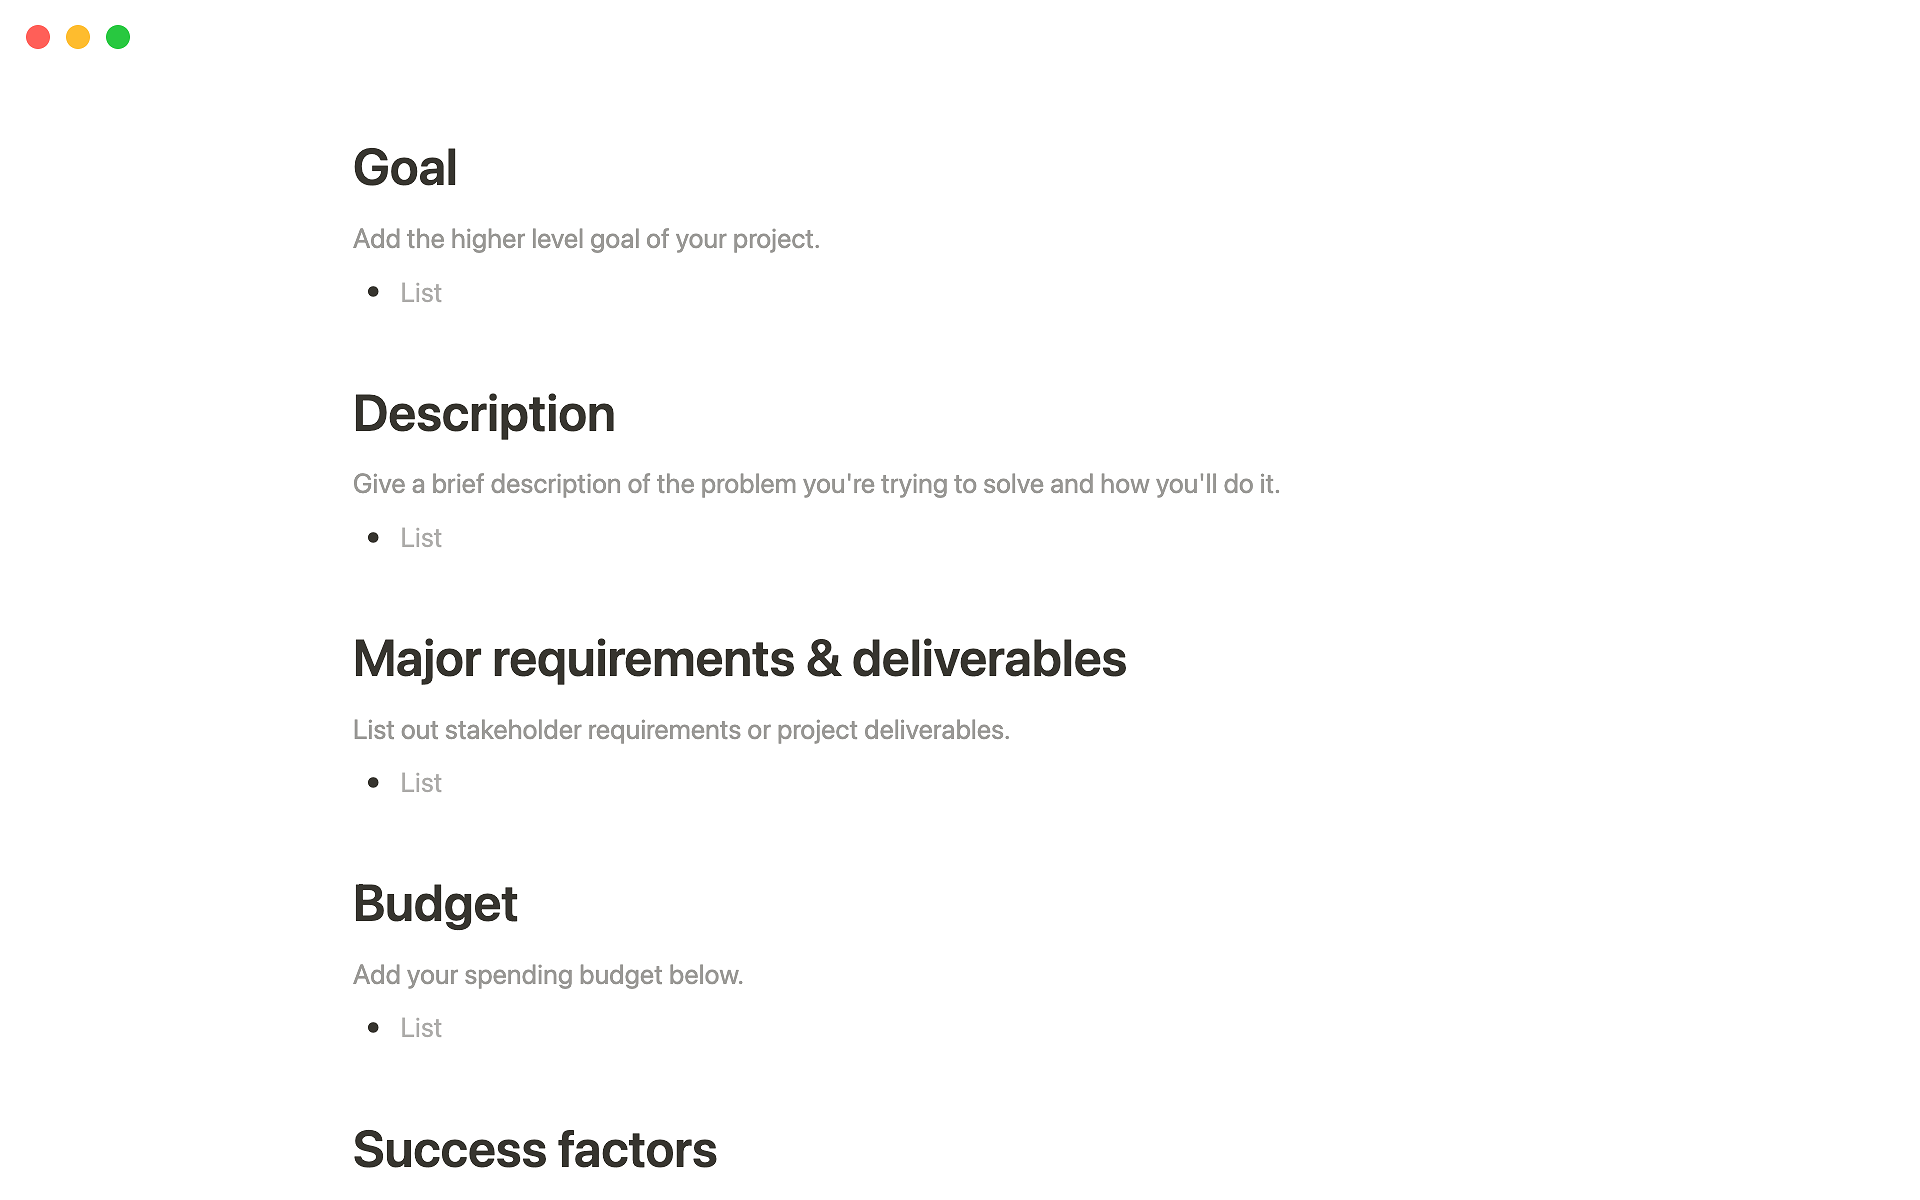 Goal
Add the higher level goal of your project.
• List
Description
Give a brief description of the problem you're trying to solve and how you'll do it.
• List
Major requirements & deliverables
List out stakeholder requirements or project deliverables.
• List
Budget
Add your spending budget below.
• List
Success factors